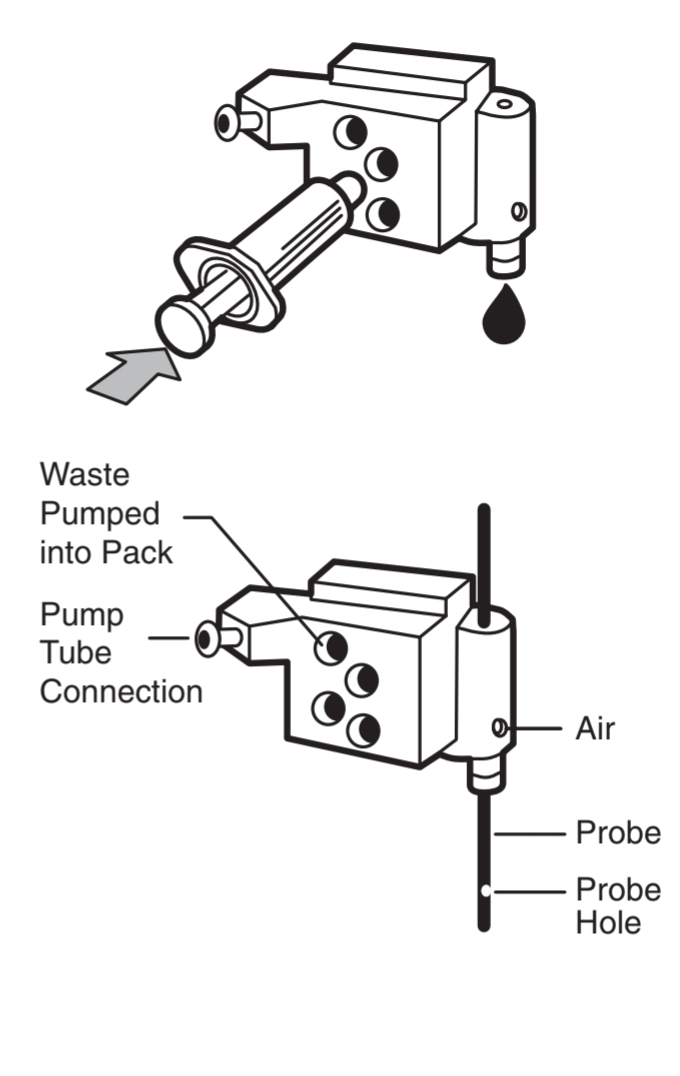 Waste
Pumped
into Pack
Pump
Tube
Connection
Air
Probe
Probe
Hole